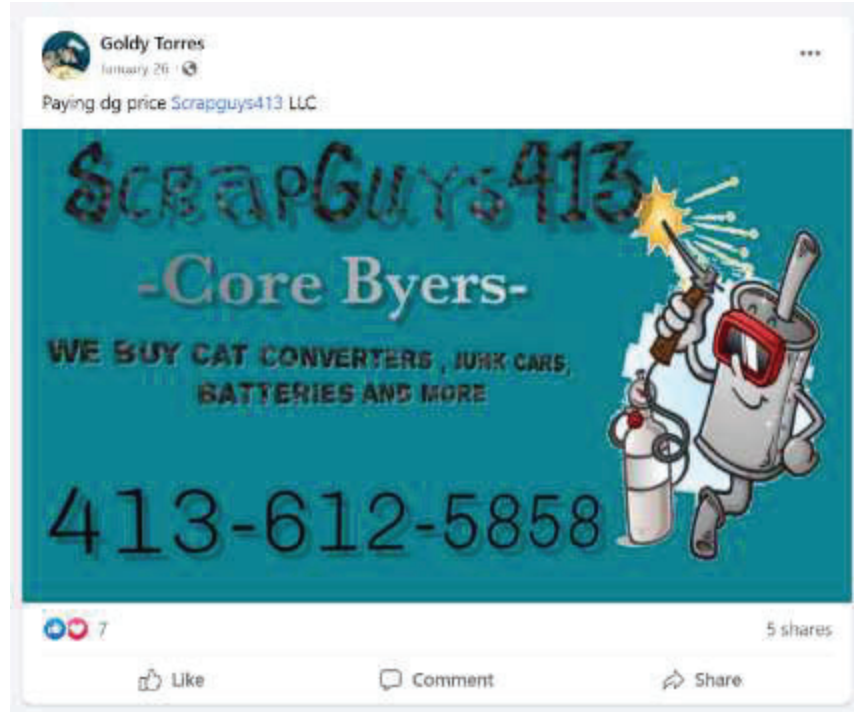 Goldy Torres
January 26
Paying dg price Scrapguys413 LLC
ScrapGuys413
-Core Byers-
WE BUY CAT CONVERTERS, JUNK CARS,
BATTERIES AND MORE
413-612-5858
7
5 shares
Like
Comment
Share